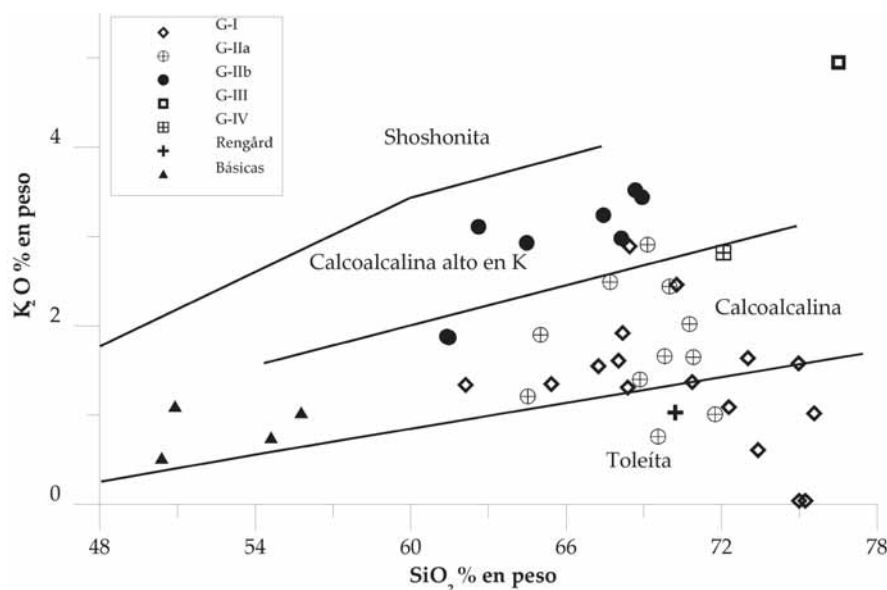 G-I
G-IIa
G-IIb
G-III
G-IV
Rengård
Básicas
Shoshonita
Calcoalcalina alto en K
Calcoalcalina
Toleíta
K₂O % en peso
4
2
0
48
54
60
66
72
78
SiO₂ % en peso